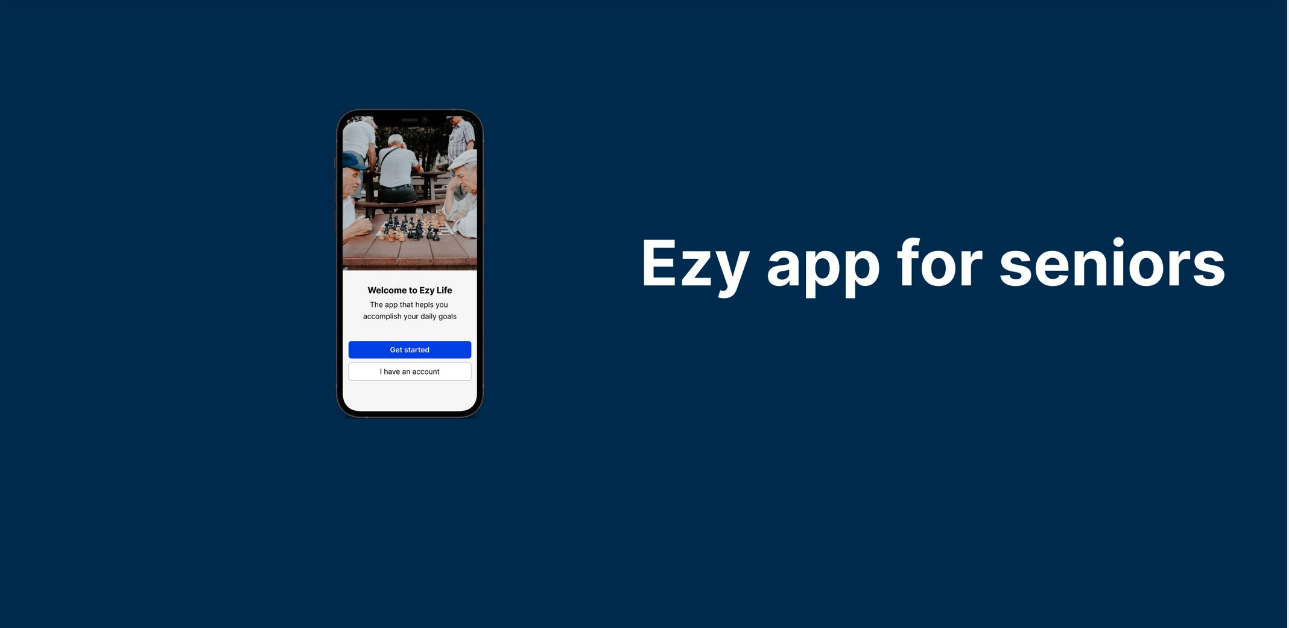 Welcome to Ezy Life
The app that hepls you
accomplish your daily goals
Get started
I have an account
Ezy app for seniors